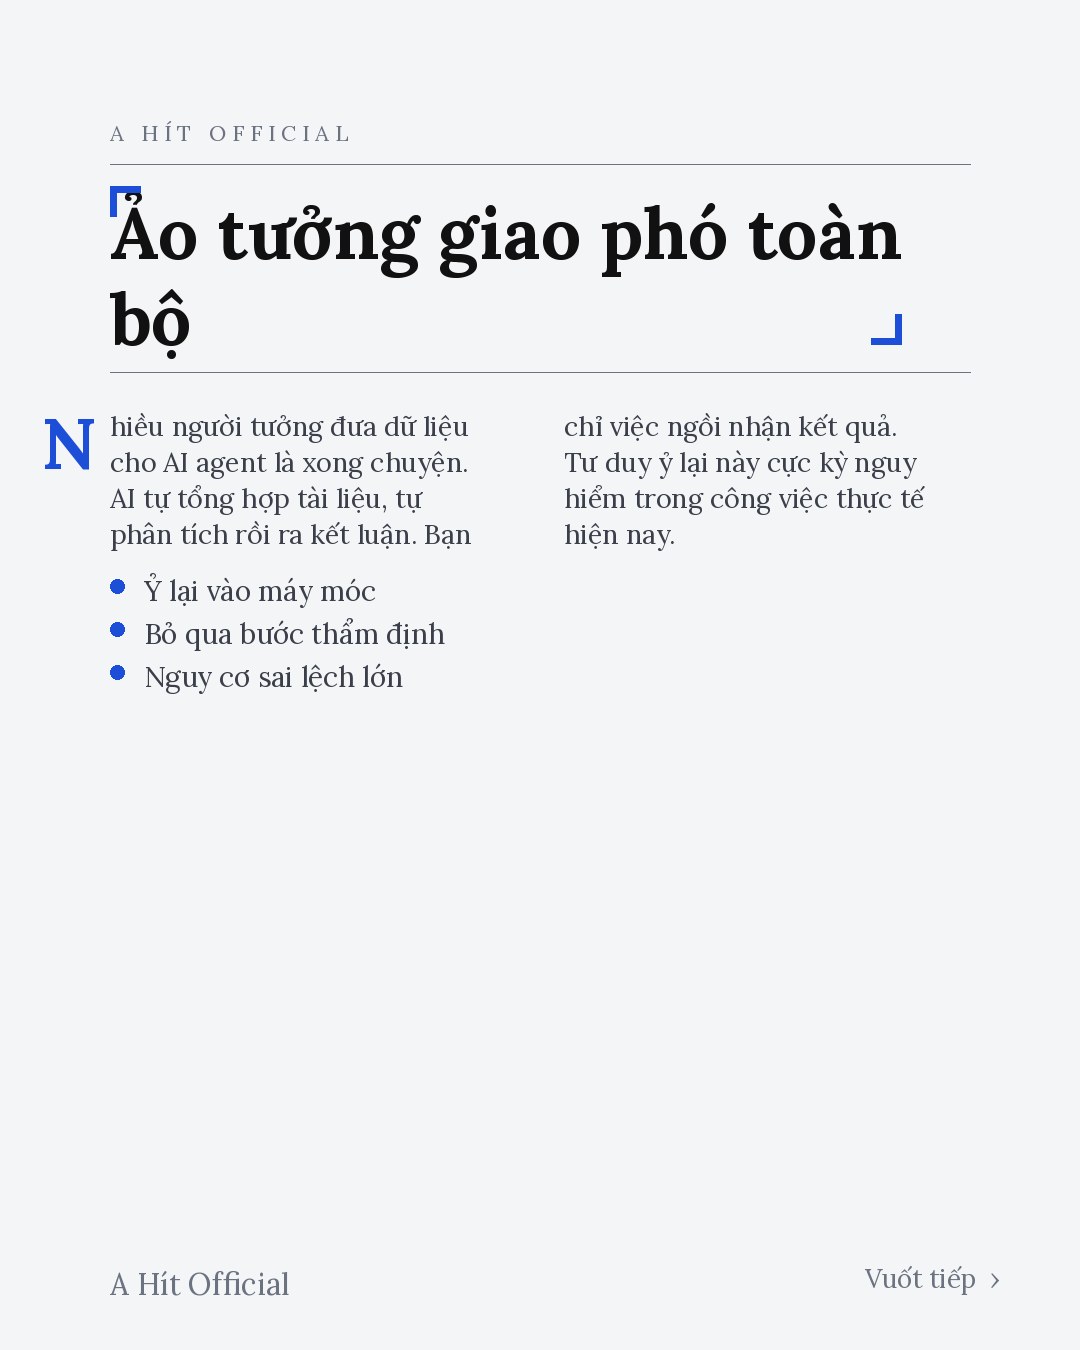 A HÍT OFFICIAL
Ảo tưởng giao phó toàn
bộ
Nhiều người tưởng đưa dữ liệu
cho AI agent là xong chuyện.
AI tự tổng hợp tài liệu, tự
phân tích rồi ra kết luận. Bạn
chỉ việc ngồi nhận kết quả.
Tư duy ỷ lại này cực kỳ nguy
hiểm trong công việc thực tế
hiện nay.
Ỷ lại vào máy móc
Bỏ qua bước thẩm định
Nguy cơ sai lệch lớn
A Hít Official
Vuốt tiếp ›